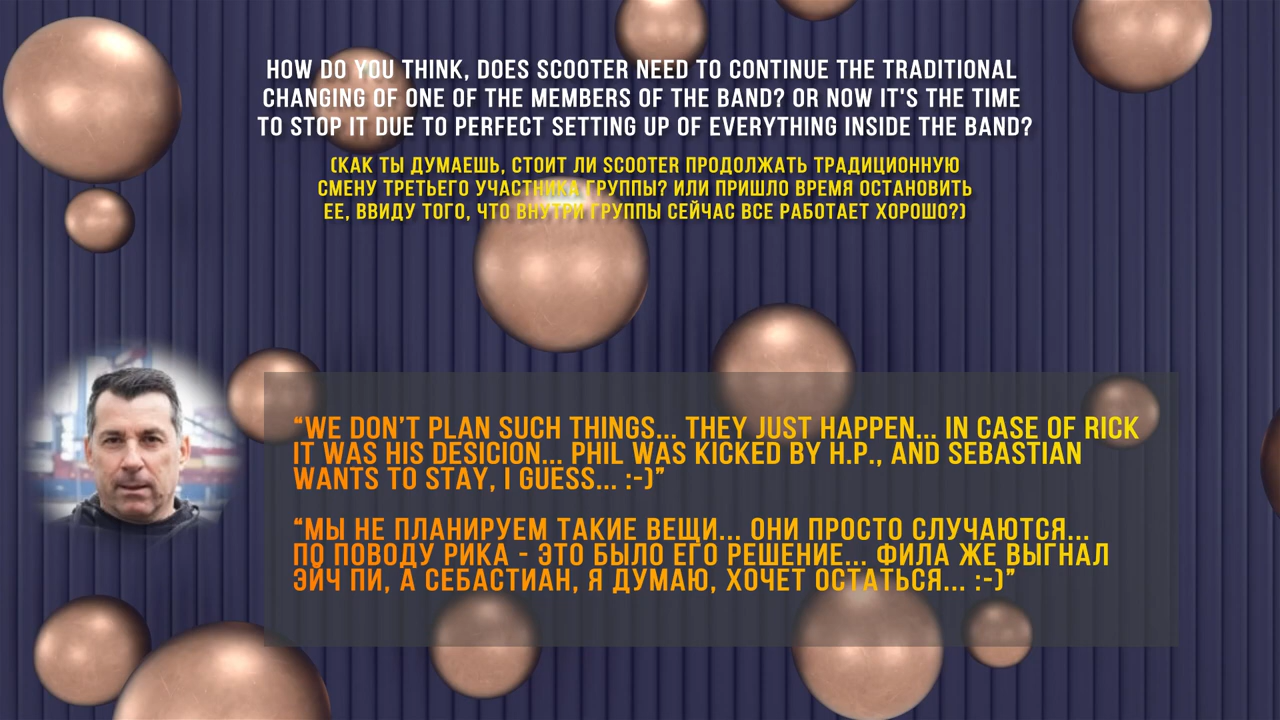 HOW DO YOU THINK, DOES SCOOTER NEED TO CONTINUE THE TRADITIONAL
CHANGING OF ONE OF THE MEMBERS OF THE BAND? OR NOW IT'S THE TIME
TO STOP IT DUE TO PERFECT SETTING UP OF EVERYTHING INSIDE THE BAND?
(КАК ТЫ ДУМАЕШЬ, СТОИТ ЛИ SCOOTER ПРОДОЛЖАТЬ ТРАДИЦИОННУЮ
СМЕНУ ТРЕТЬЕГО УЧАСТНИКА ГРУППЫ? ИЛИ ПРИШЛО ВРЕМЯ ОСТАНОВИТЬ
ЕЕ, ВВИДУ ТОГО, ЧТО ВНУТРИ ГРУППЫ СЕЙЧАС ВСЕ РАБОТАЕТ ХОРОШО?)
“WE DON’T PLAN SUCH THINGS... THEY JUST HAPPEN... IN CASE OF RICK
IT WAS HIS DESICION... PHIL WAS KICKED BY H.P., AND SEBASTIAN
WANTS TO STAY, I GUESS... :-)”
“МЫ НЕ ПЛАНИРУЕМ ТАКИЕ ВЕЩИ... ОНИ ПРОСТО СЛУЧАЮТСЯ...
ПО ПОВОДУ РИКА - ЭТО БЫЛО ЕГО РЕШЕНИЕ... ФИЛА ЖЕ ВЫГНАЛ
ЭЙЧ ПИ, А СЕБАСТИАН, Я ДУМАЮ, ХОЧЕТ ОСТАТЬСЯ... :-)”